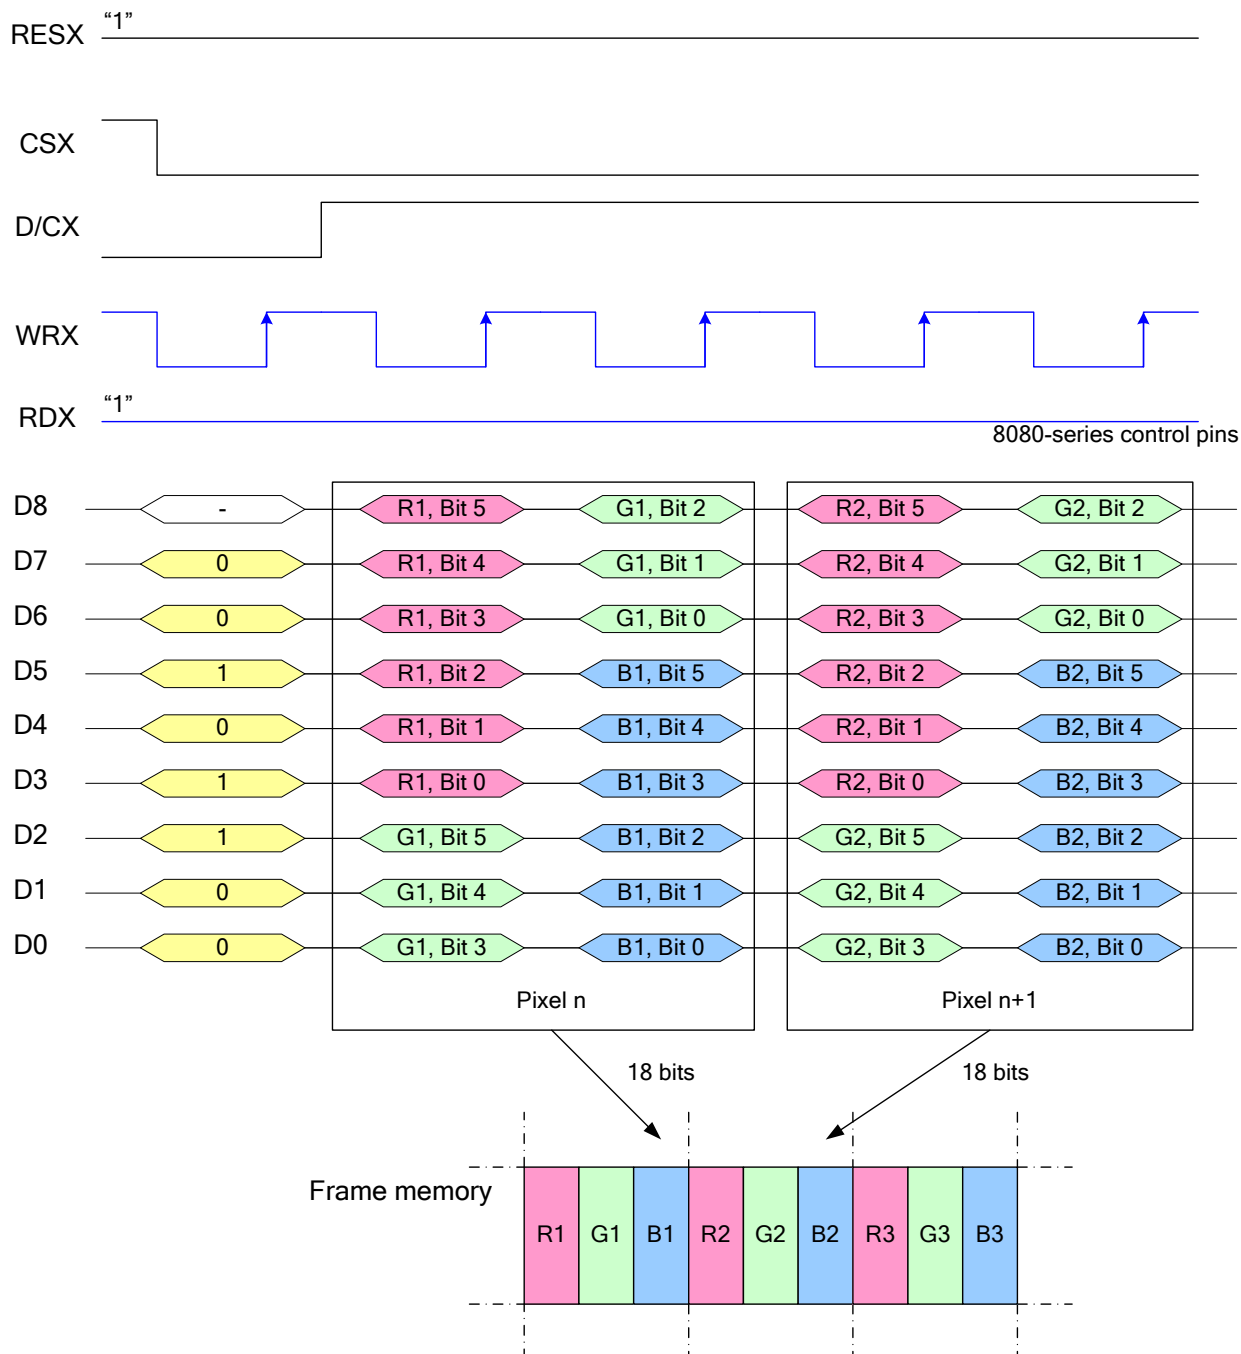 RESX “1”
CSX
D/CX
WRX
RDX “1”
8080-series control pins
D8 - R1, Bit 5 G1, Bit 2 R2, Bit 5 G2, Bit 2
D7 0 R1, Bit 4 G1, Bit 1 R2, Bit 4 G2, Bit 1
D6 0 R1, Bit 3 G1, Bit 0 R2, Bit 3 G2, Bit 0
D5 1 R1, Bit 2 B1, Bit 5 R2, Bit 2 B2, Bit 5
D4 0 R1, Bit 1 B1, Bit 4 R2, Bit 1 B2, Bit 4
D3 1 R1, Bit 0 B1, Bit 3 R2, Bit 0 B2, Bit 3
D2 1 G1, Bit 5 B1, Bit 2 G2, Bit 5 B2, Bit 2
D1 0 G1, Bit 4 B1, Bit 1 G2, Bit 4 B2, Bit 1
D0 0 G1, Bit 3 B1, Bit 0 G2, Bit 3 B2, Bit 0
Pixel n Pixel n+1
18 bits 18 bits
Frame memory
R1 G1 B1 R2 G2 B2 R3 G3 B3